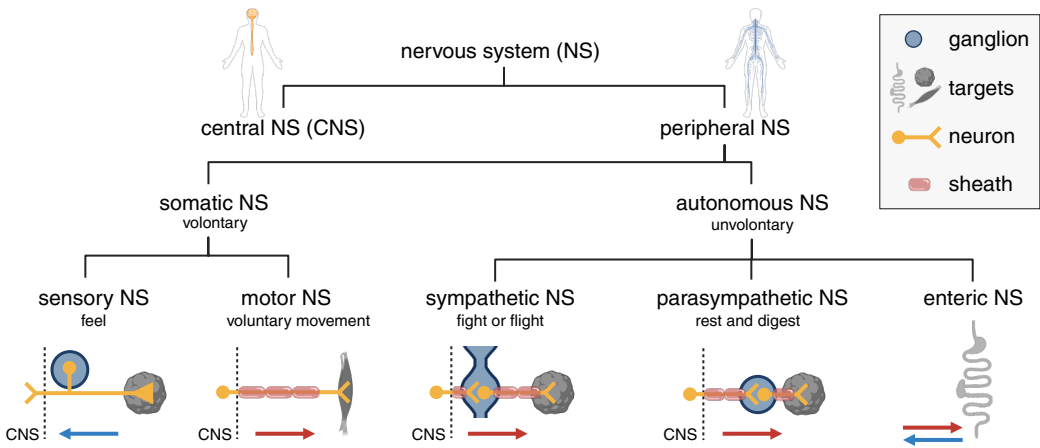 nervous system (NS)
central NS (CNS)
peripheral NS
somatic NS
volontary
autonomous NS
unvolontary
sensory NS
feel
motor NS
voluntary movement
sympathetic NS
fight or flight
parasympathetic NS
rest and digest
enteric NS
CNS
CNS
CNS
CNS
ganglion
targets
neuron
sheath